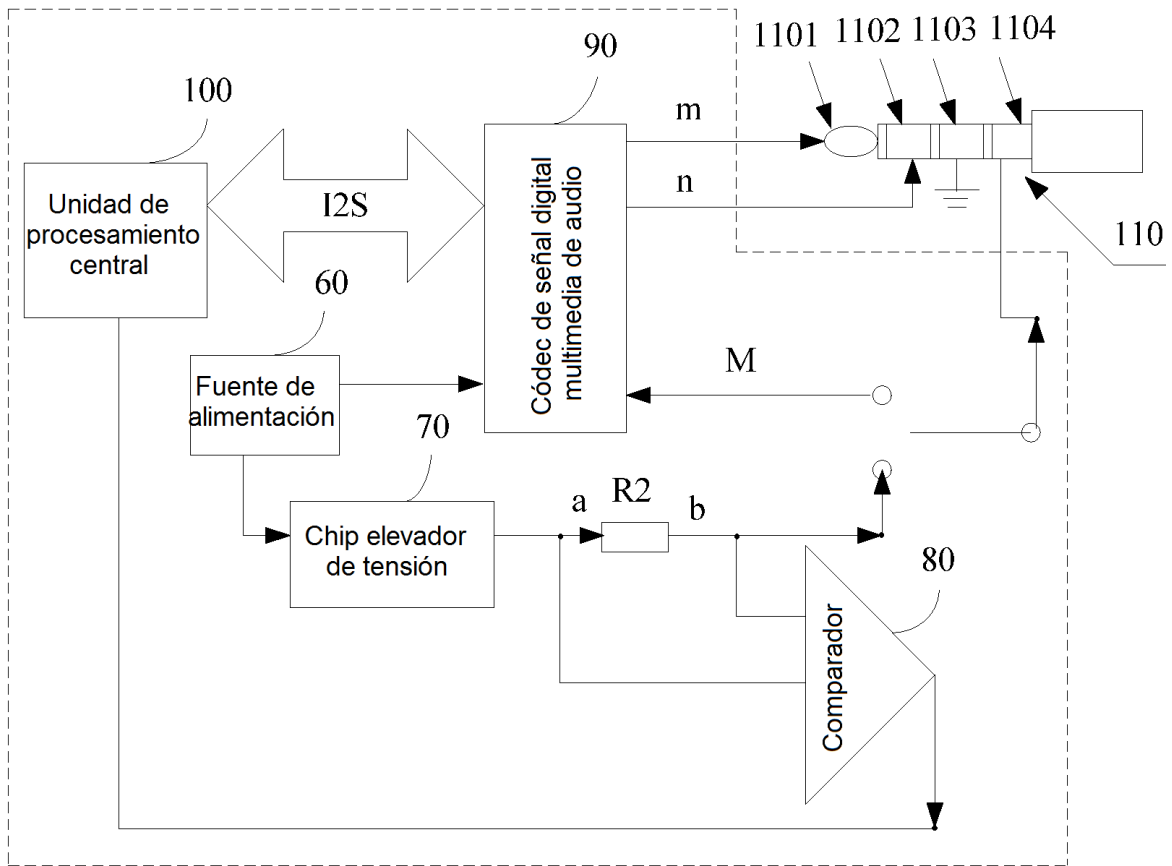 90
1101
1102
1103
1104
100
m
n
Unidad de
procesamiento
central
I2S
Códec de señal digital
multimedia de audio
110
60
Fuente de
alimentación
M
70
Chip elevador
de tensión
a
R2
b
80
Comparador